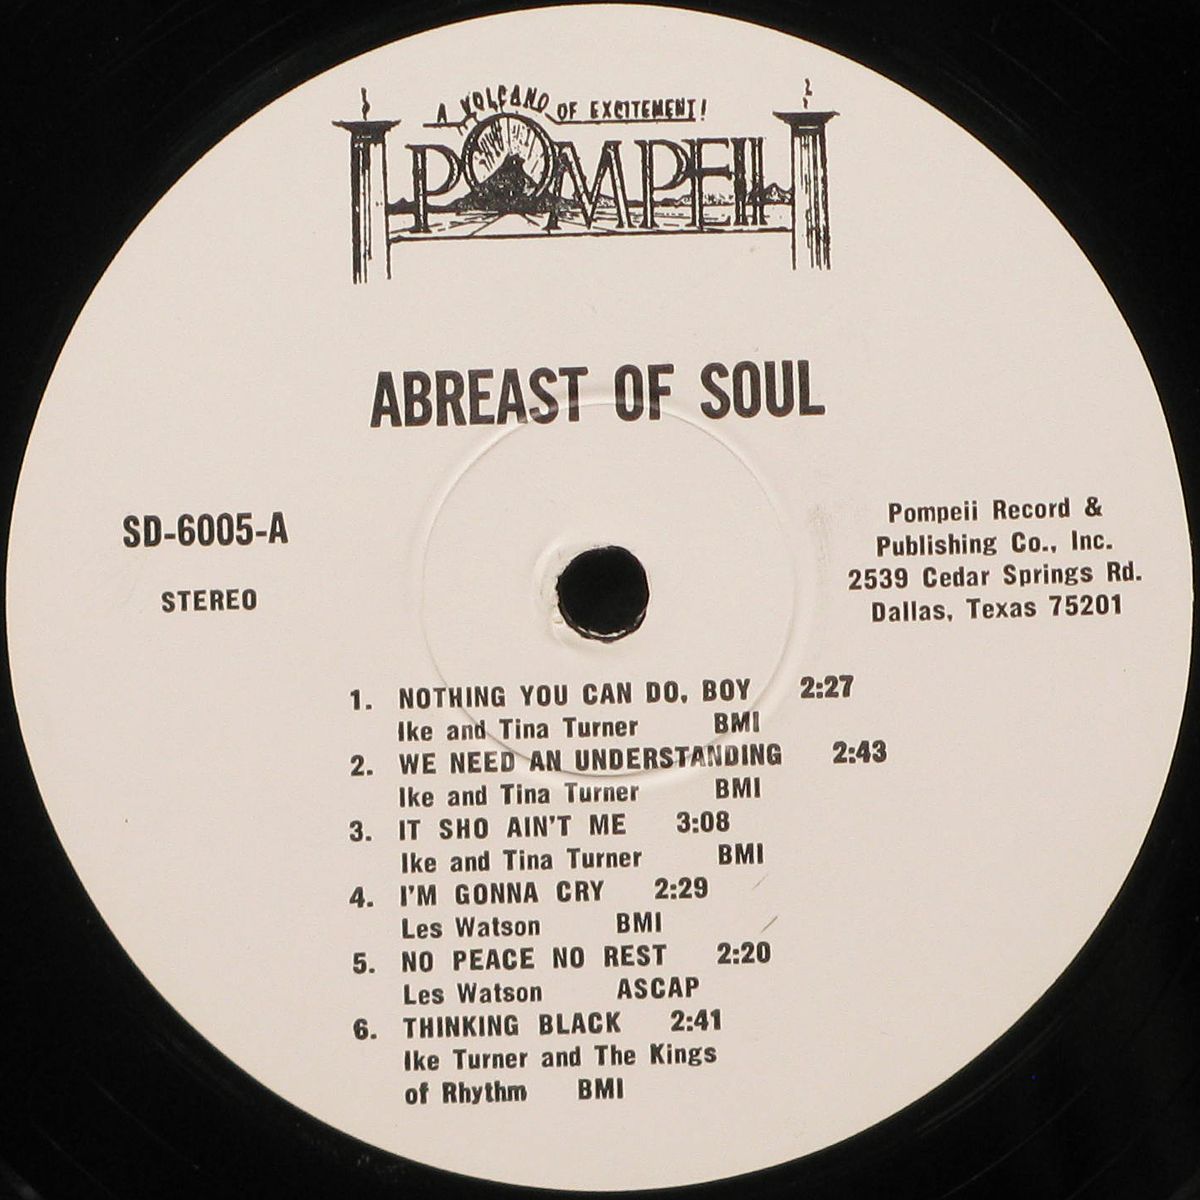 A VOLCANO OF EXCITEMENT!
POMPEII
ABREAST OF SOUL
SD-6005-A
STEREO
Pompeii Record &
Publishing Co., Inc.
2539 Cedar Springs Rd.
Dallas, Texas 75201
1. NOTHING YOU CAN DO, BOY 2:27
Ike and Tina Turner BMI
2. WE NEED AN UNDERSTANDING 2:43
Ike and Tina Turner BMI
3. IT SHO AIN'T ME 3:08
Ike and Tina Turner BMI
4. I'M GONNA CRY 2:29
Les Watson BMI
5. NO PEACE NO REST 2:20
Les Watson ASCAP
6. THINKING BLACK 2:41
Ike Turner and The Kings
of Rhythm BMI